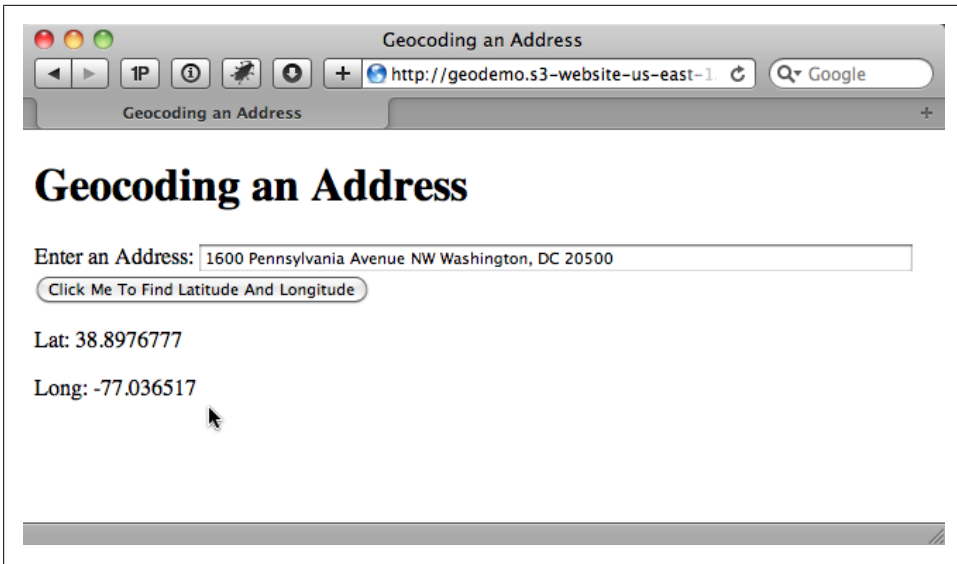 Geocoding an Address
1P
http://geodemo.s3-website-us-east-1.
Google
Geocoding an Address
Geocoding an Address
Enter an Address: 1600 Pennsylvania Avenue NW Washington, DC 20500
Click Me To Find Latitude And Longitude
Lat: 38.8976777
Long: -77.036517